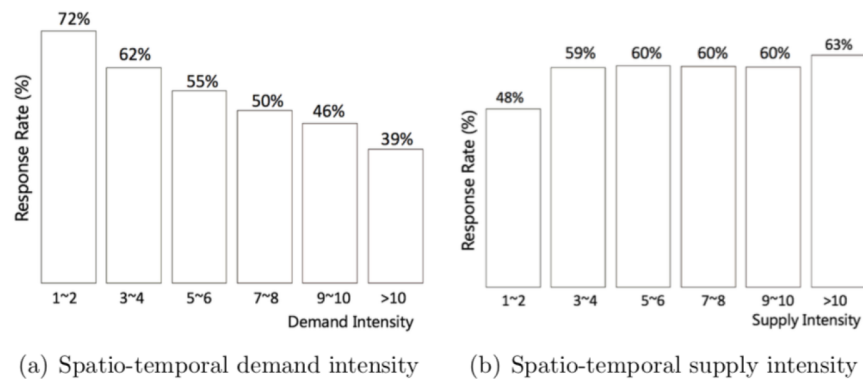 72%
62%
55%
50%
46%
39%
Response Rate (%)
1~2 3~4 5~6 7~8 9~10 >10
Demand Intensity
(a) Spatio-temporal demand intensity
48%
59%
60%
60%
60%
63%
Response Rate (%)
1~2 3~4 5~6 7~8 9~10 >10
Supply Intensity
(b) Spatio-temporal supply intensity